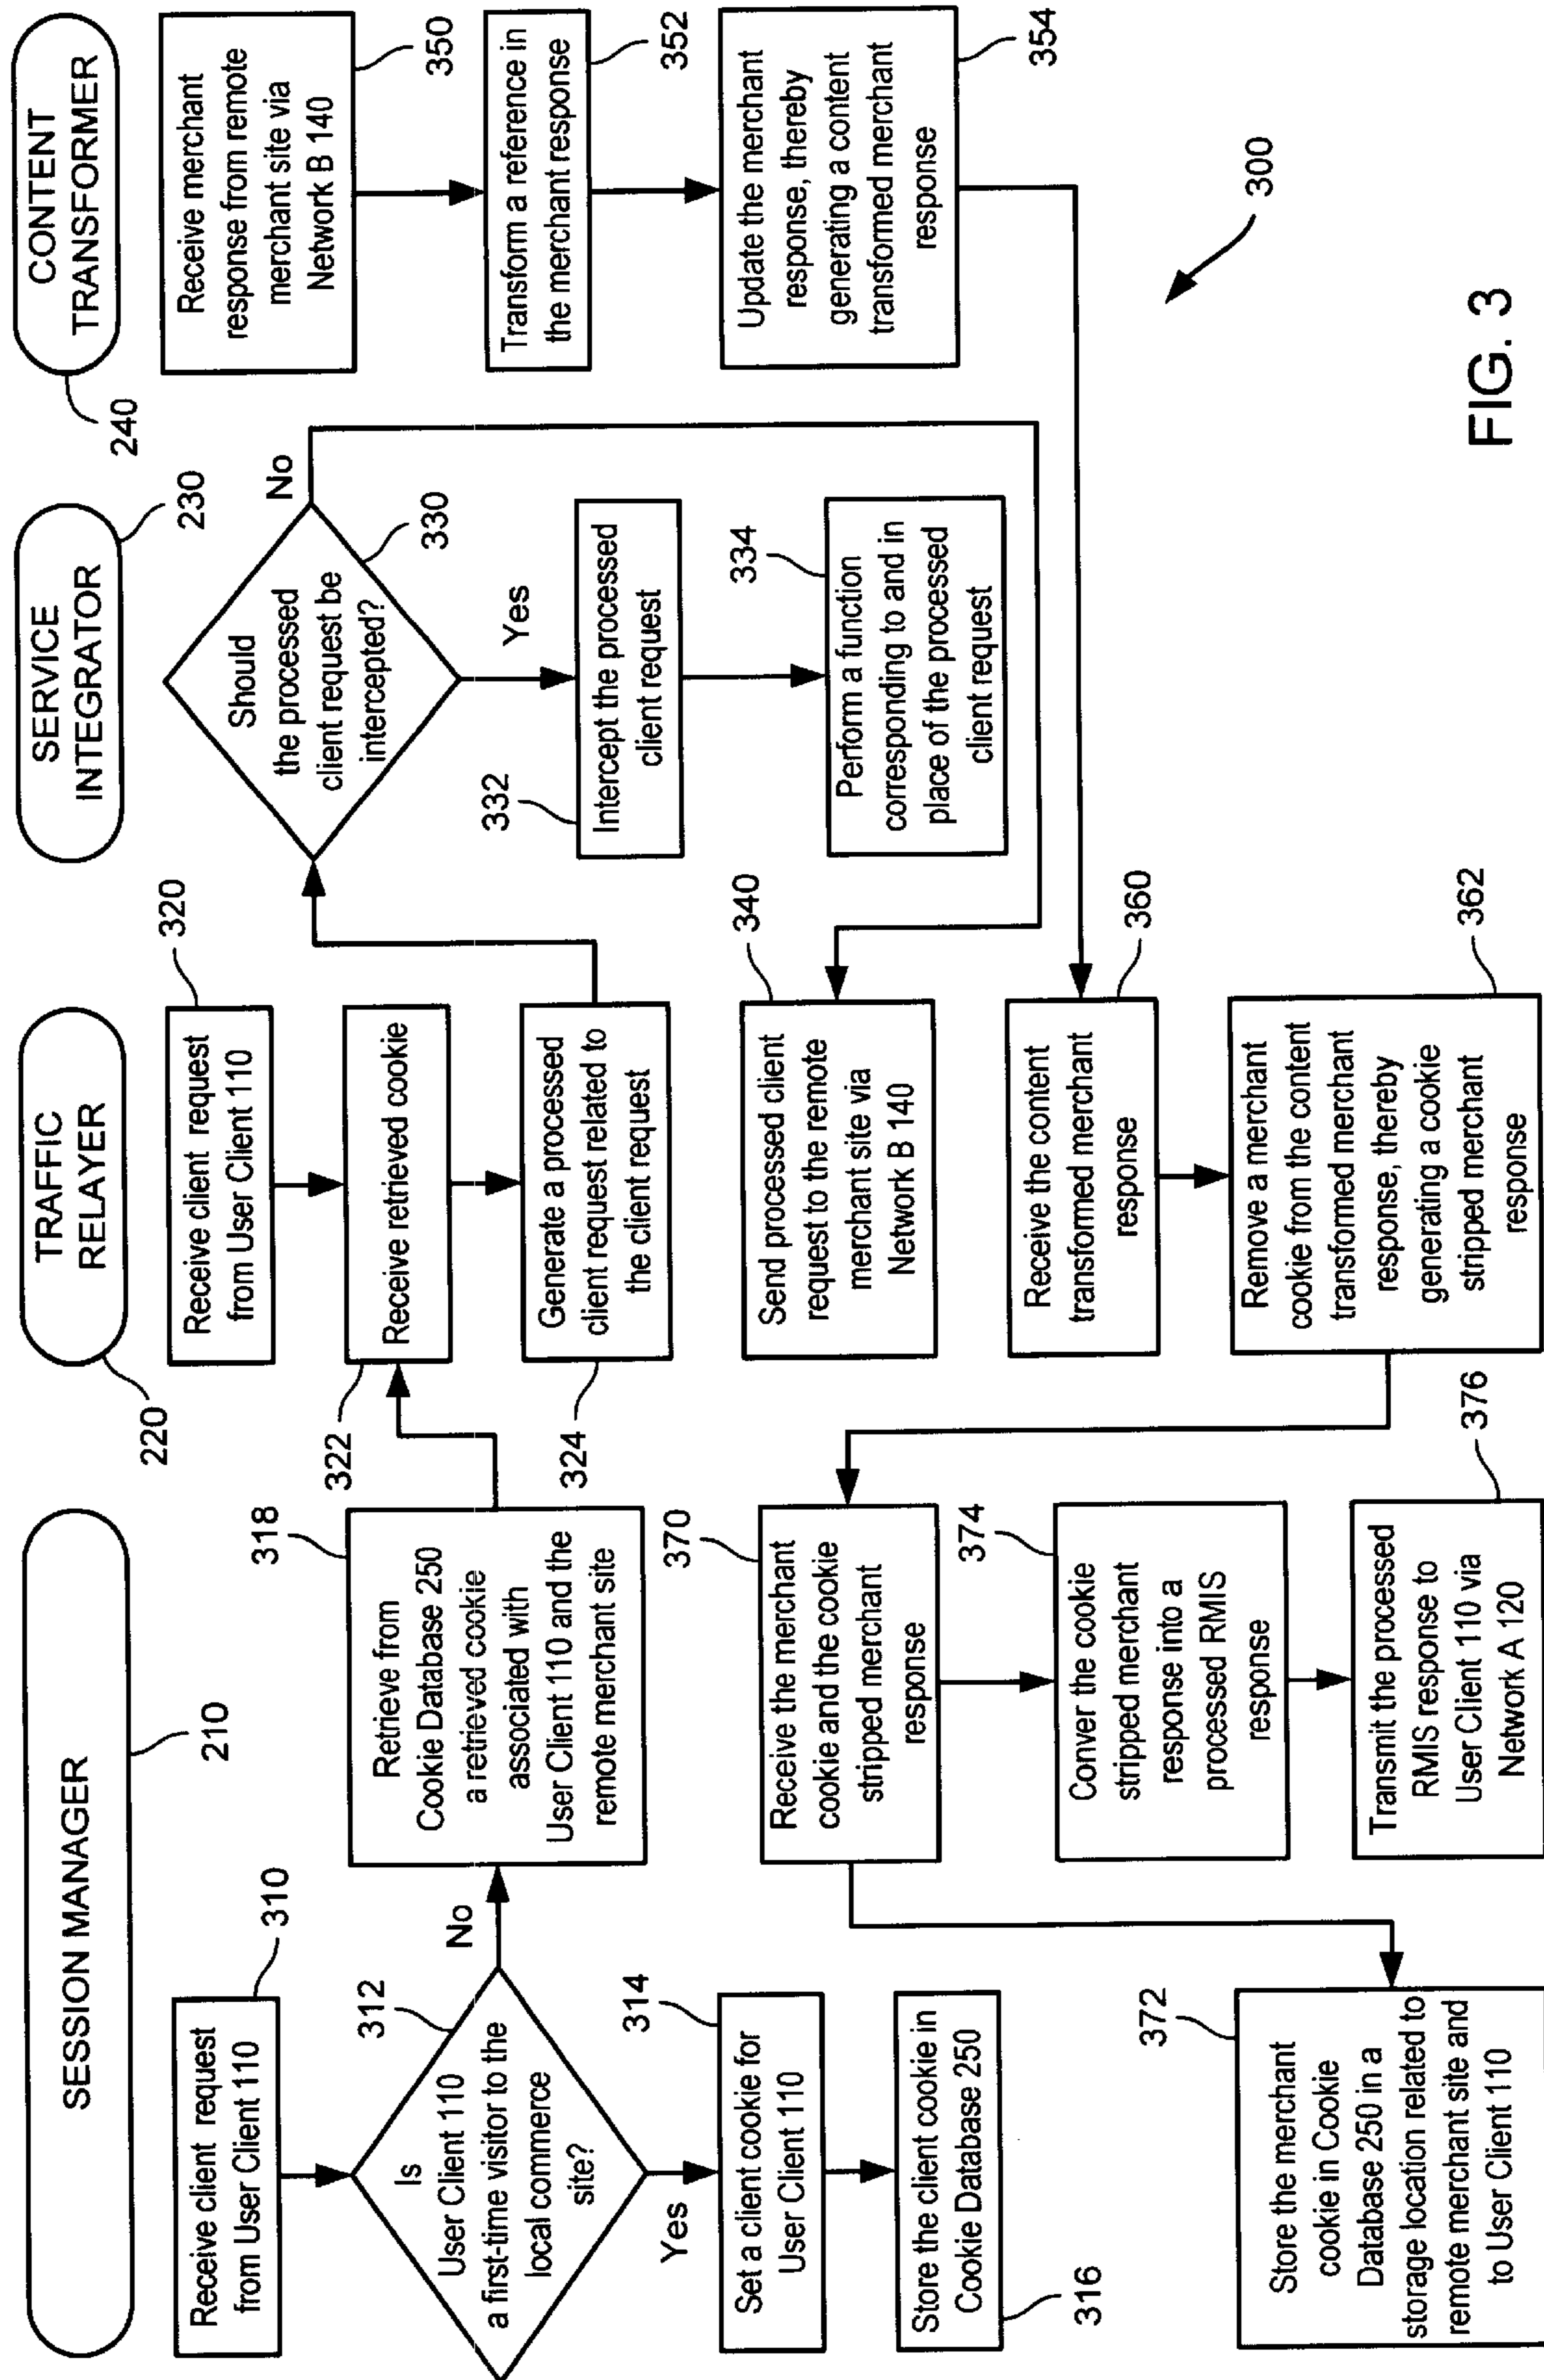 SESSION MANAGER
210
Receive client request
from User Client 110
310
Is
User Client 110
a first-time visitor to the
local commerce
site?
312
No
Yes
Set a client cookie for
User Client 110
314
Store the client cookie in
Cookie Database 250
316
Retrieve from
Cookie Database 250
a retrieved cookie
associated with
User Client 110 and the
remote merchant site
318
Receive the merchant
cookie and the cookie
stripped merchant
response
370
Store the merchant
cookie in Cookie
Database 250 in a
storage location related to
remote merchant site and
to User Client 110
372
Conver the cookie
stripped merchant
response into a
processed RMIS
response
374
Transmit the processed
RMIS response to
User Client 110 via
Network A 120
376
TRAFFIC
RELAYER
220
Receive client request
from User Client 110
320
Receive retrieved cookie
322
Generate a processed
client request related to
the client request
324
Send processed client
request to the remote
merchant site via
Network B 140
340
Receive the content
transformed merchant
response
360
Remove a merchant
cookie from the content
transformed merchant
response, thereby
generating a cookie
stripped merchant
response
362
SERVICE
INTEGRATOR
230
Should
the processed
client request be
intercepted?
330
No
Yes
Intercept the processed
client request
332
Perform a function
corresponding to and in
place of the processed
client request
334
CONTENT
TRANSFORMER
240
Receive merchant
response from remote
merchant site via
Network B 140
350
Transform a reference in
the merchant response
352
Update the merchant
response, thereby
generating a content
transformed merchant
response
354
300
FIG. 3